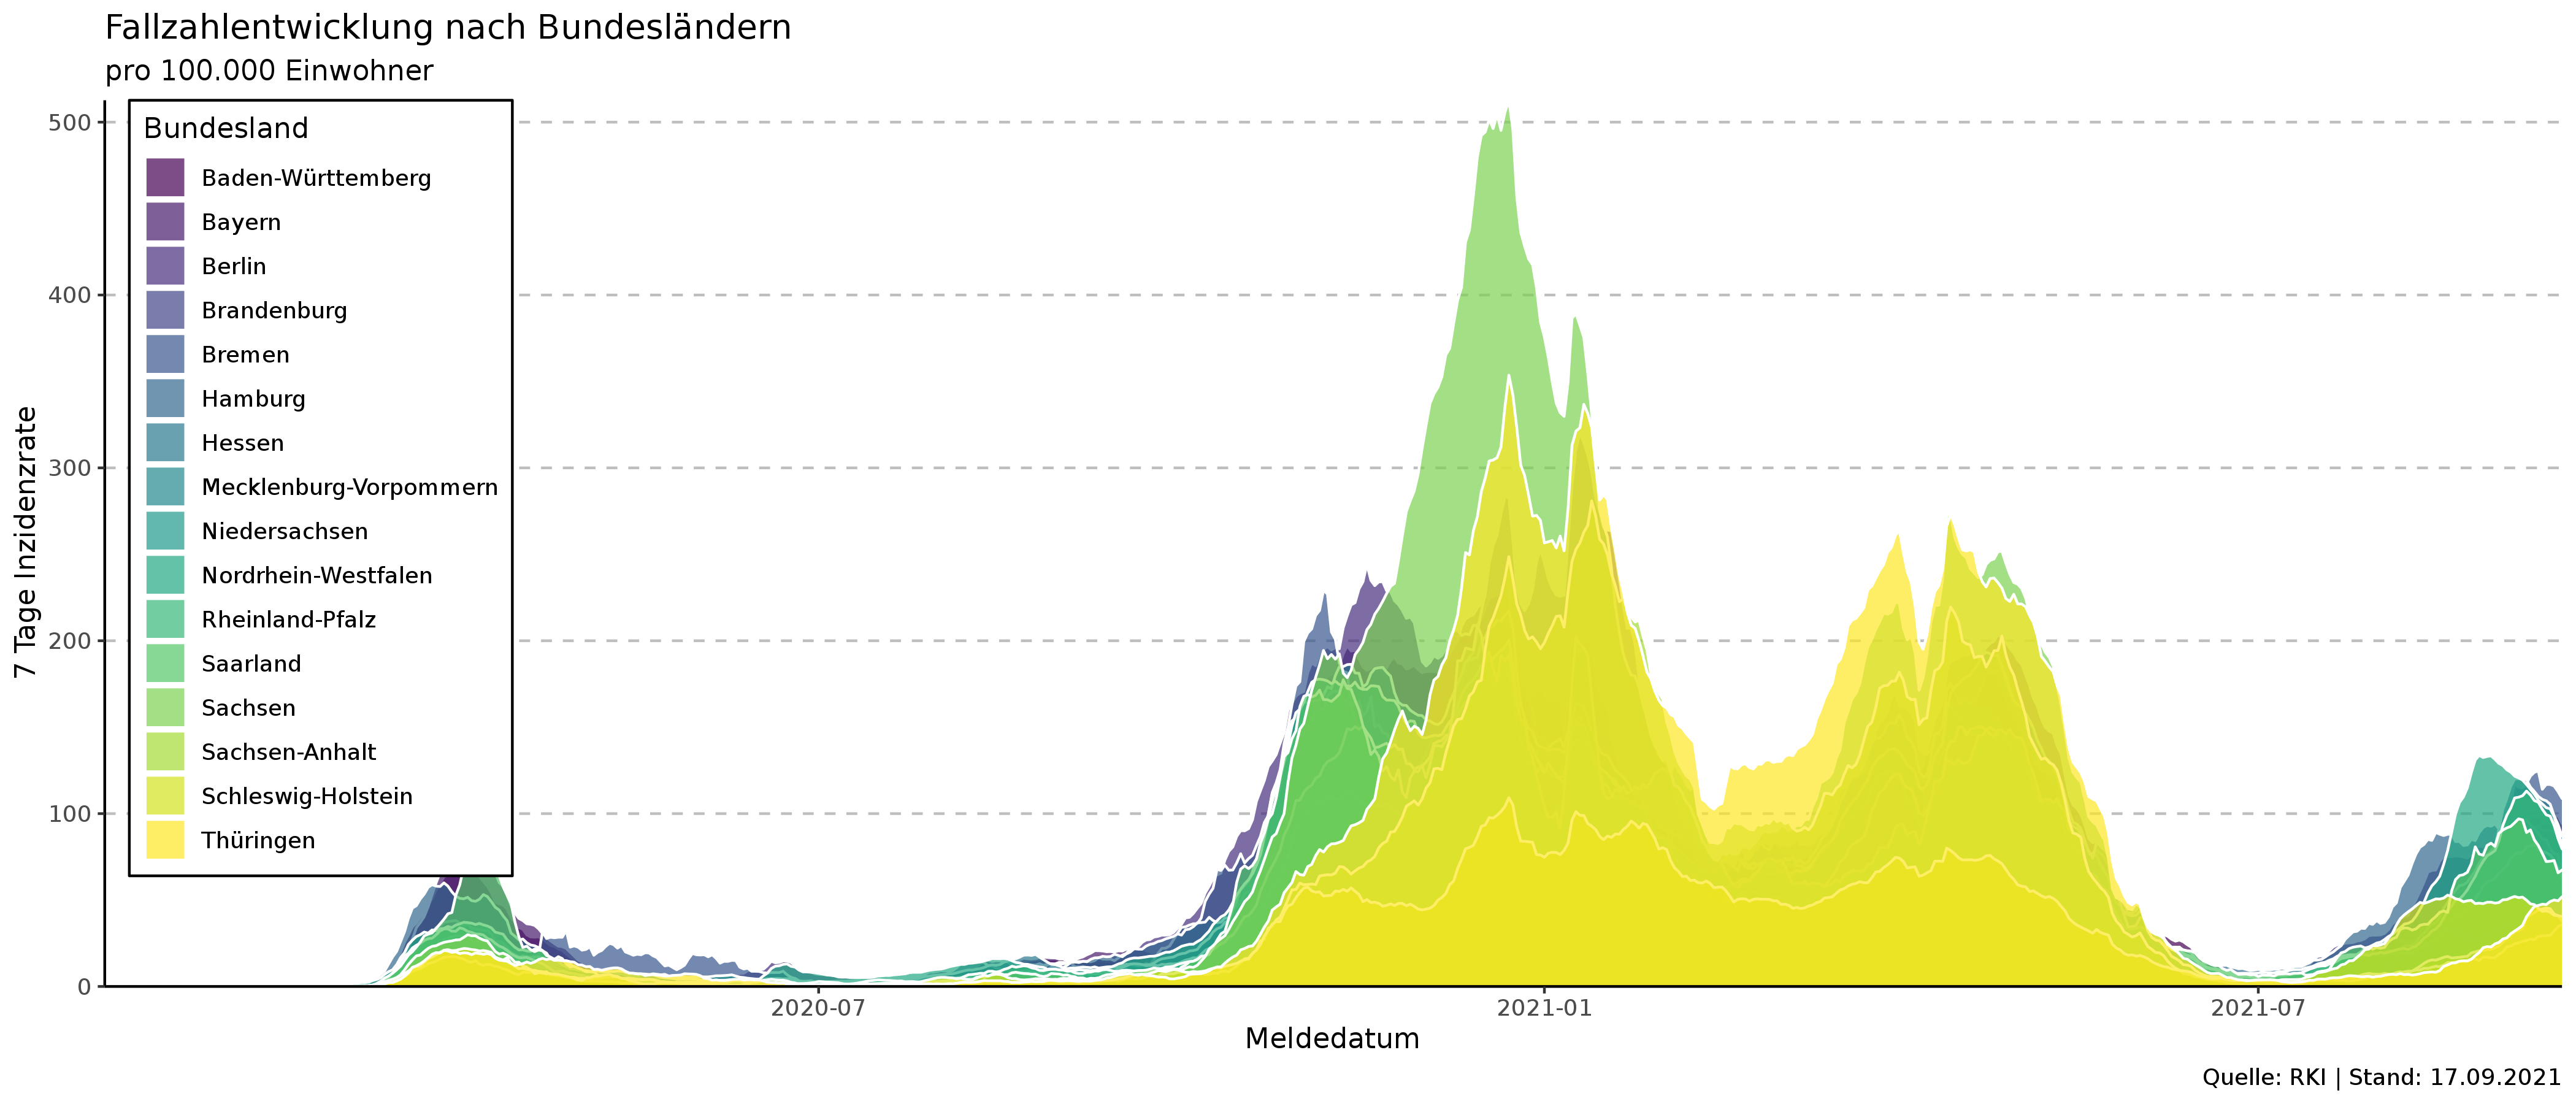 Fallzahlentwicklung nach Bundesländern
pro 100.000 Einwohner
Bundesland
Baden-Württemberg
Bayern
Berlin
Brandenburg
Bremen
Hamburg
Hessen
Mecklenburg-Vorpommern
Niedersachsen
Nordrhein-Westfalen
Rheinland-Pfalz
Saarland
Sachsen
Sachsen-Anhalt
Schleswig-Holstein
Thüringen
7 Tage Inzidenzrate
500
400
300
200
100
0
2020-07
2021-01
2021-07
Meldedatum
Quelle: RKI | Stand: 17.09.2021